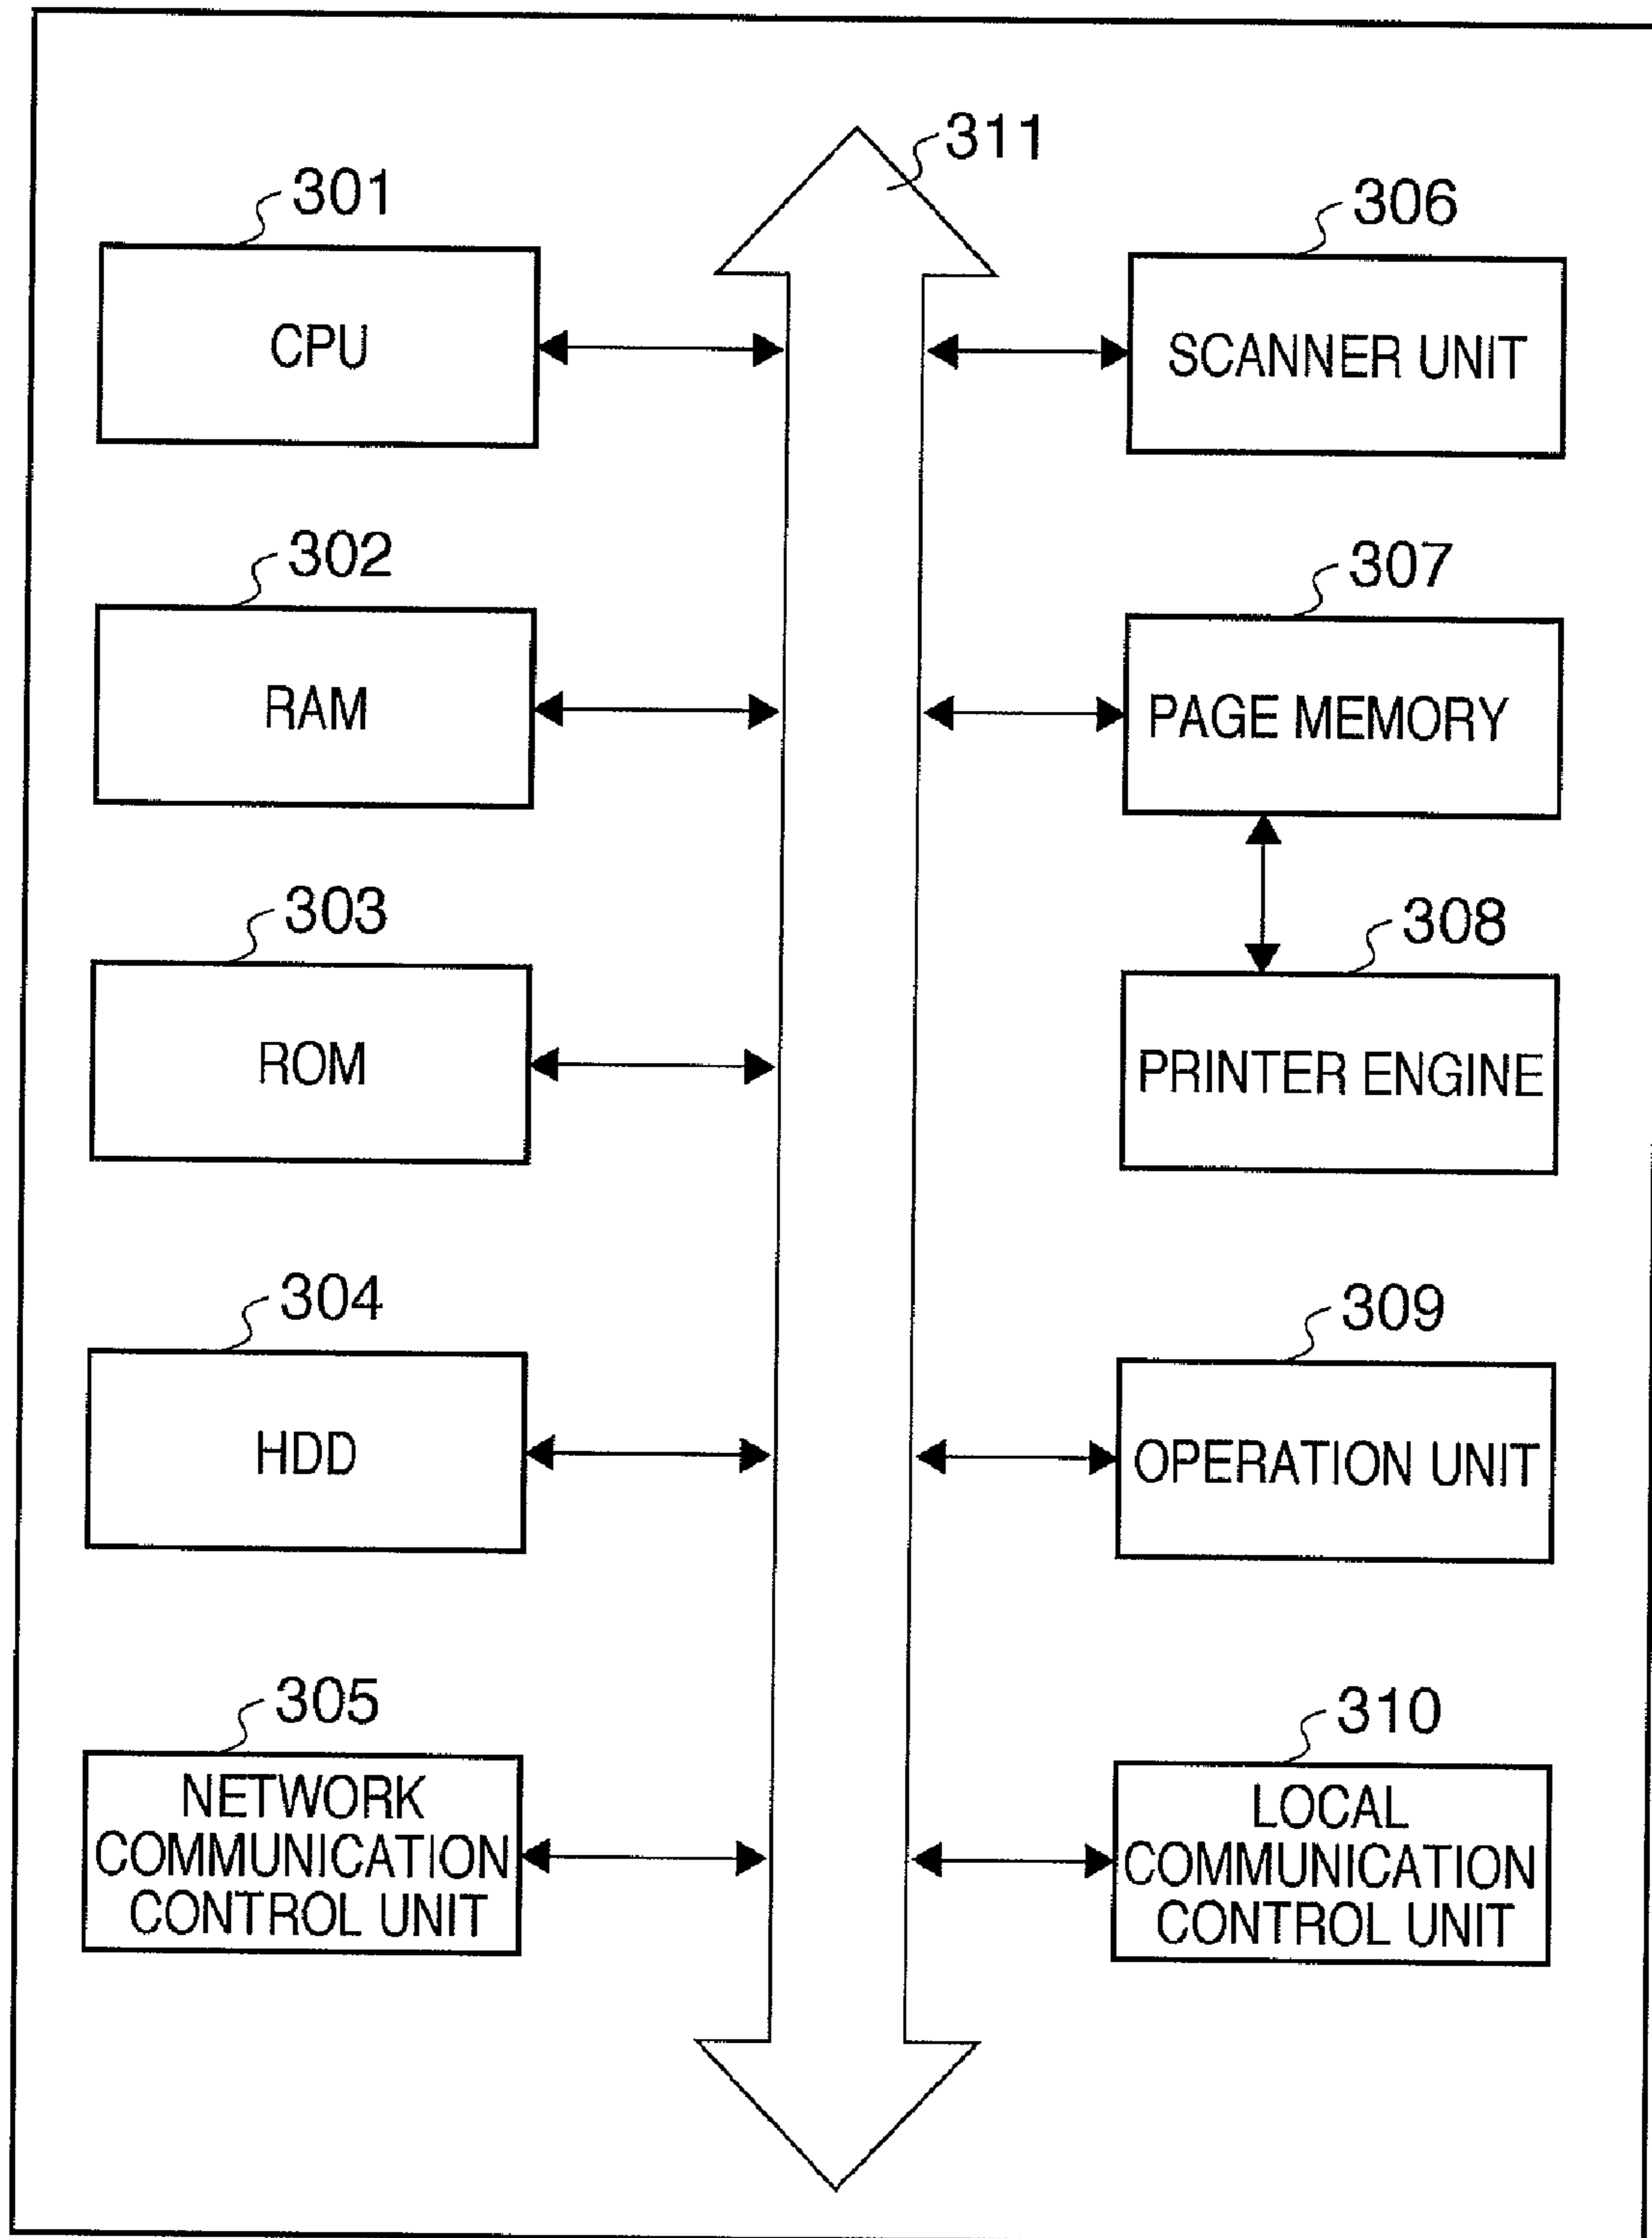 311
301
CPU
306
SCANNER UNIT
302
RAM
307
PAGE MEMORY
303
ROM
308
PRINTER ENGINE
304
HDD
309
OPERATION UNIT
305
NETWORK
COMMUNICATION
CONTROL UNIT
310
LOCAL
COMMUNICATION
CONTROL UNIT